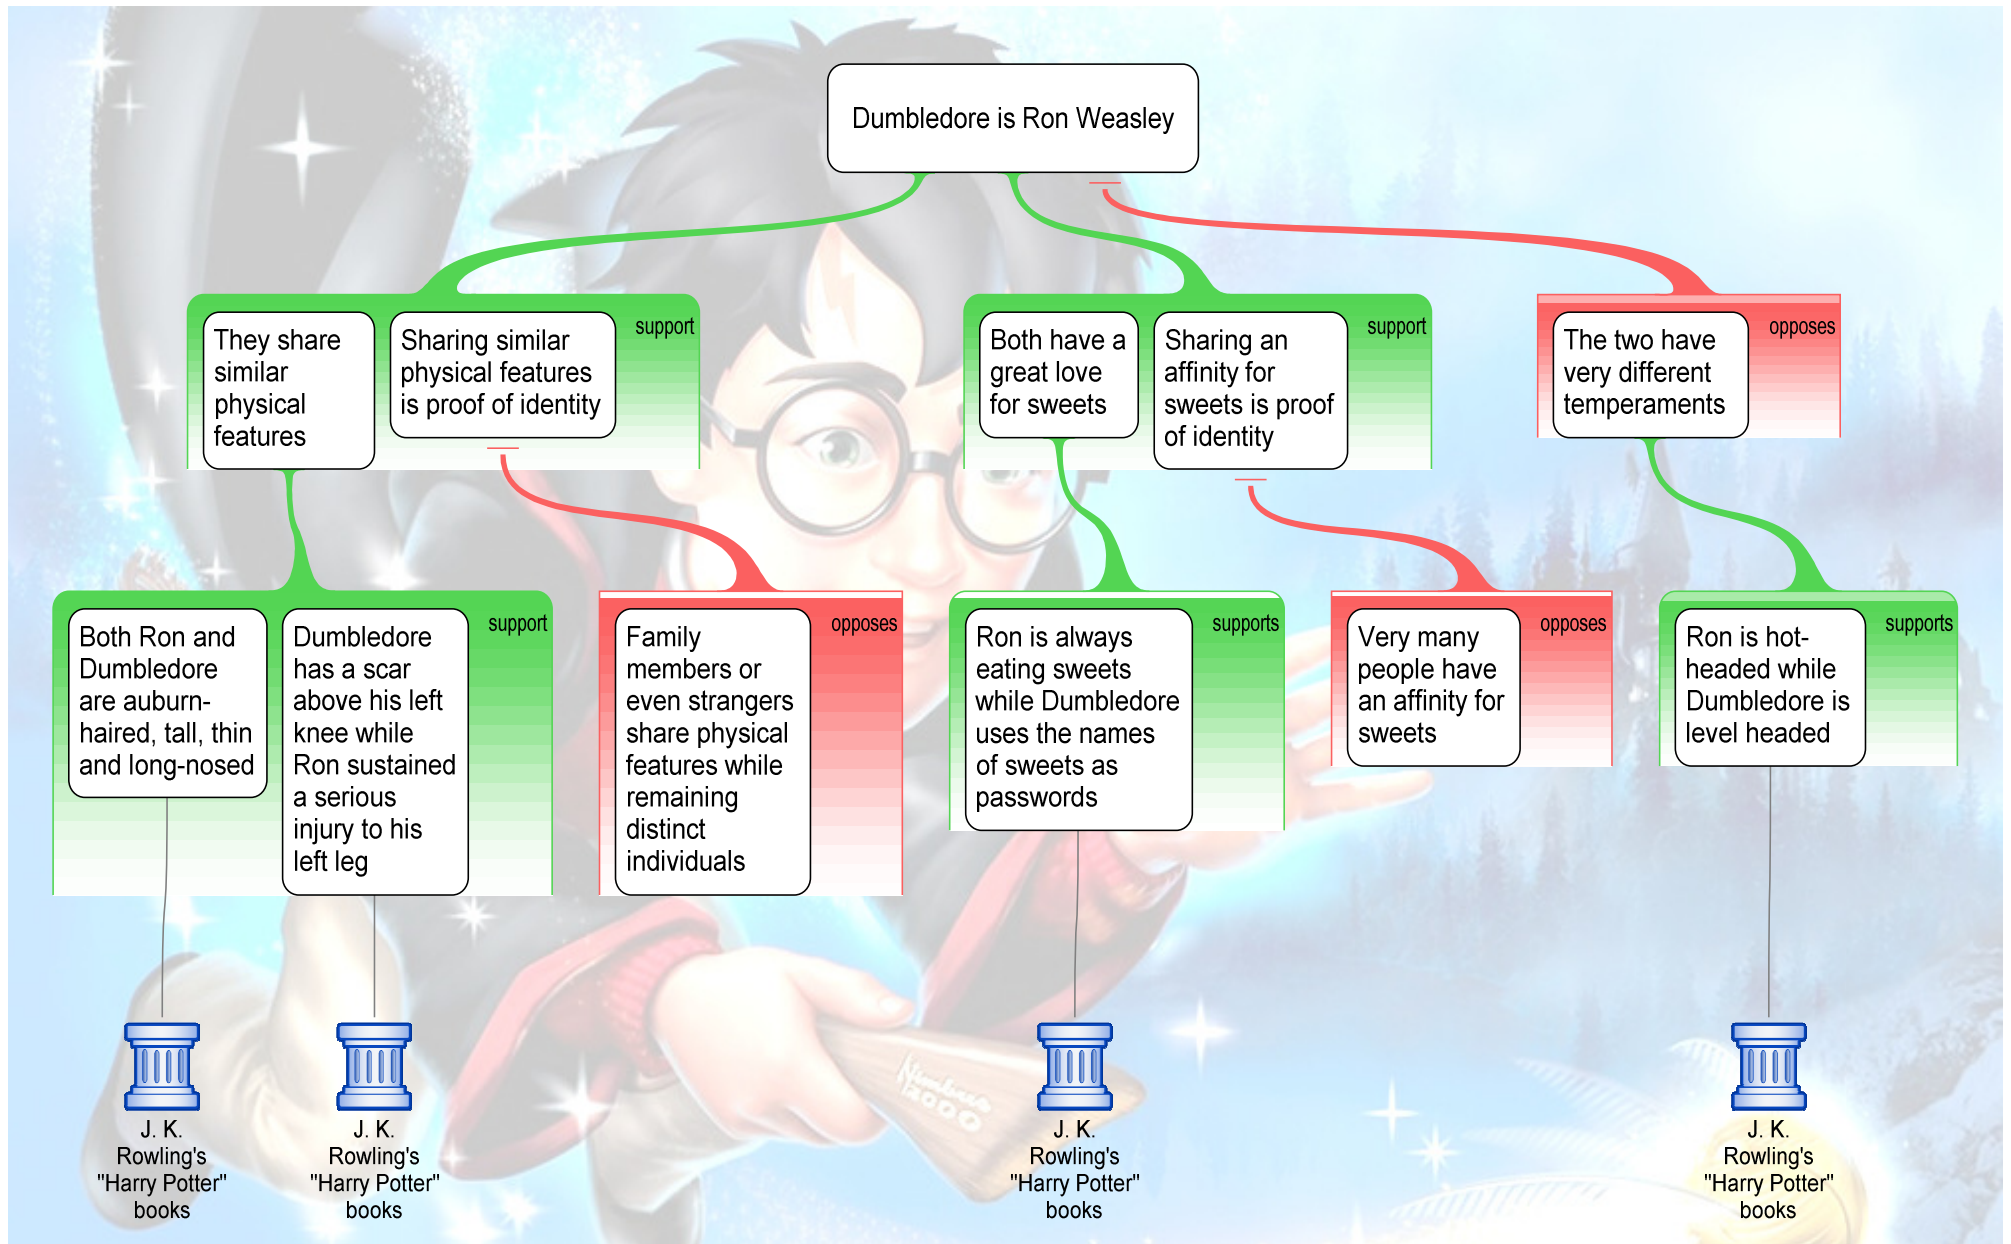 Dumbledore is Ron Weasley
They share
similar
physical
features
Sharing similar
physical features
is proof of identity
support
Both have a
great love
for sweets
Sharing an
affinity for
sweets is proof
of identity
support
The two have
very different
temperaments
opposes
Both Ron and
Dumbledore
are auburn-
haired, tall, thin
and long-nosed
Dumbledore
has a scar
above his left
knee while
Ron sustained
a serious
injury to his
left leg
support
Family
members or
even strangers
share physical
features while
remaining
distinct
individuals
opposes
Ron is always
eating sweets
while Dumbledore
uses the names
of sweets as
passwords
supports
Very many
people have
an affinity for
sweets
opposes
Ron is hot-
headed while
Dumbledore is
level headed
supports
Nimbus
2000
J. K.
Rowling's
"Harry Potter"
books
J. K.
Rowling's
"Harry Potter"
books
J. K.
Rowling's
"Harry Potter"
books
J. K.
Rowling's
"Harry Potter"
books